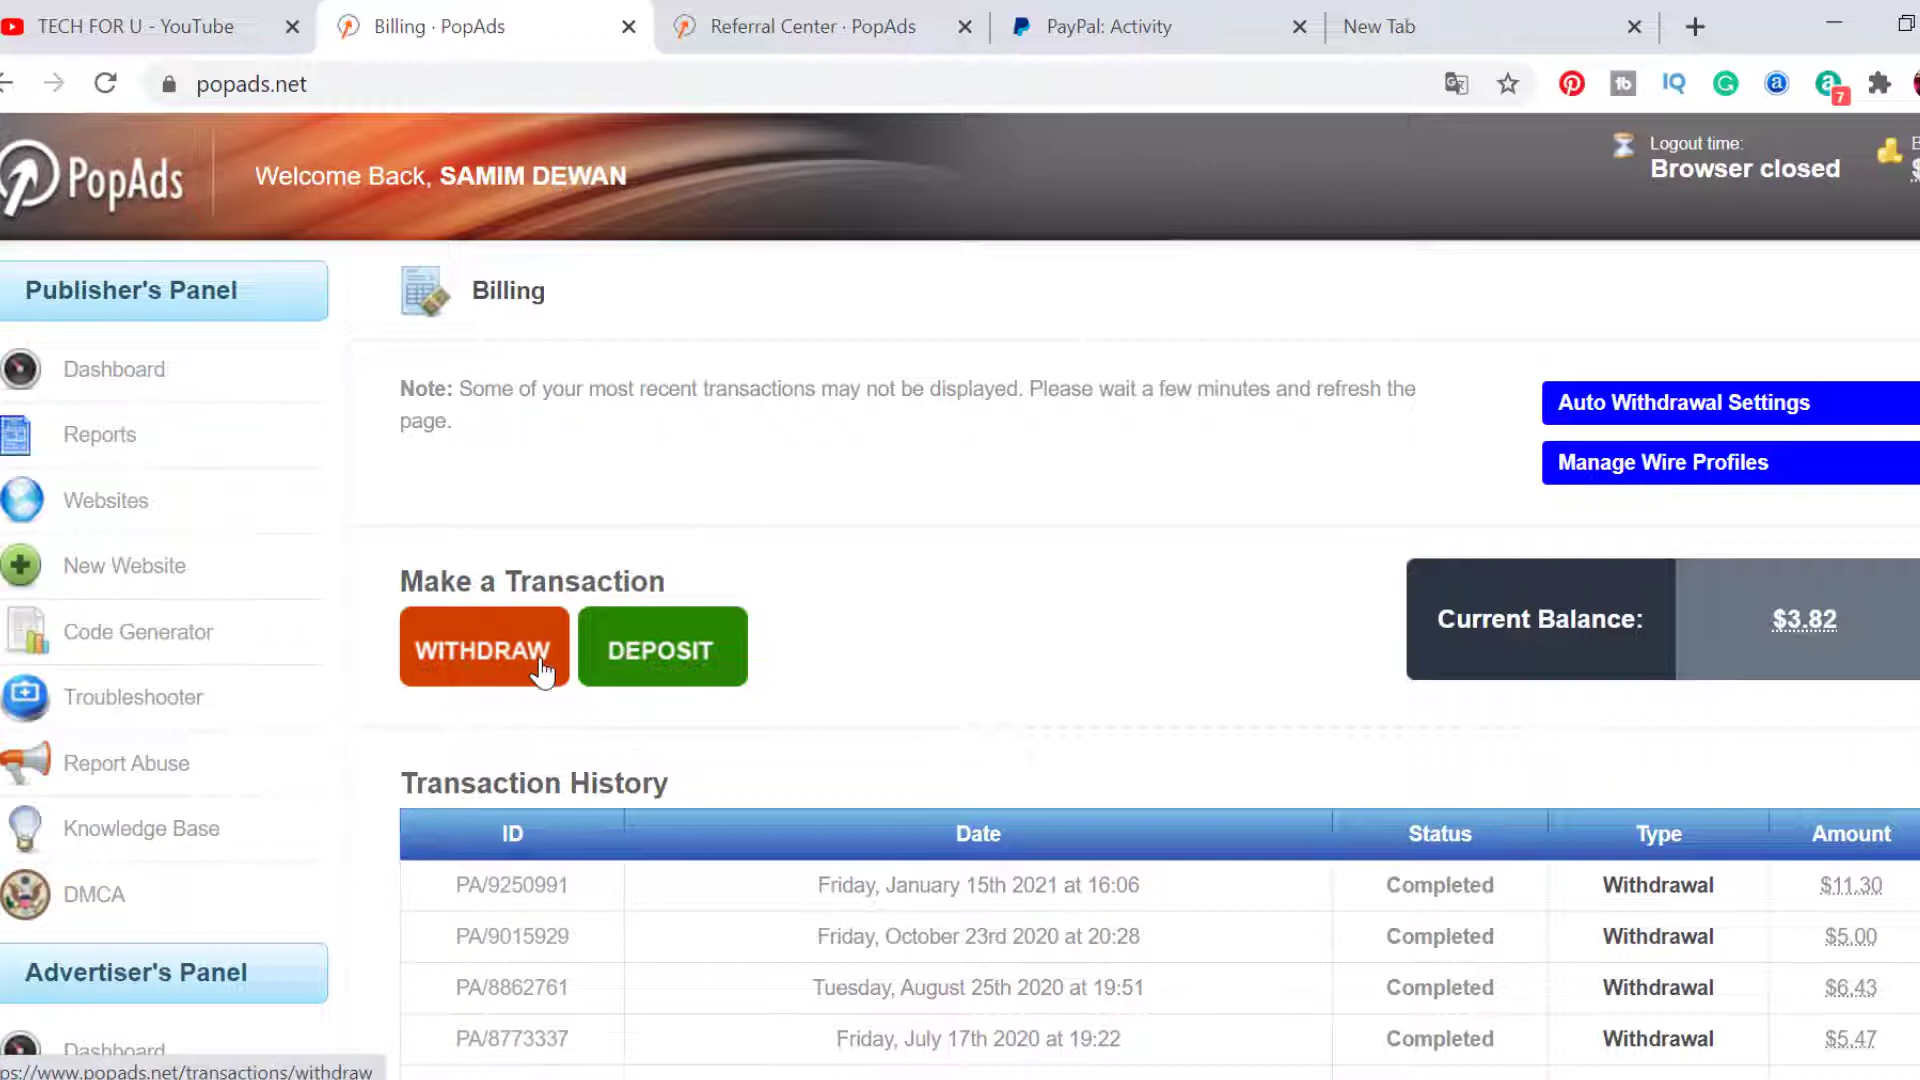 TECH FOR U - YouTube
Billing · PopAds
Referral Center · PopAds
PayPal: Activity
New Tab
popads.net
tb
IQ
G
a
a
7
PopAds
Welcome Back, SAMIM DEWAN
Logout time:
Browser closed
Publisher's Panel
Dashboard
Reports
Websites
New Website
Code Generator
Troubleshooter
Report Abuse
Knowledge Base
DMCA
Advertiser's Panel
Dashboard
Billing
Note: Some of your most recent transactions may not be displayed. Please wait a few minutes and refresh the
page.
Auto Withdrawal Settings
Manage Wire Profiles
Make a Transaction
WITHDRAW
DEPOSIT
Current Balance: $3.82
Transaction History
ID Date Status Type Amount
PA/9250991 Friday, January 15th 2021 at 16:06 Completed Withdrawal $11.30
PA/9015929 Friday, October 23rd 2020 at 20:28 Completed Withdrawal $5.00
PA/8862761 Tuesday, August 25th 2020 at 19:51 Completed Withdrawal $6.43
PA/8773337 Friday, July 17th 2020 at 19:22 Completed Withdrawal $5.47
ps://www.popads.net/transactions/withdraw